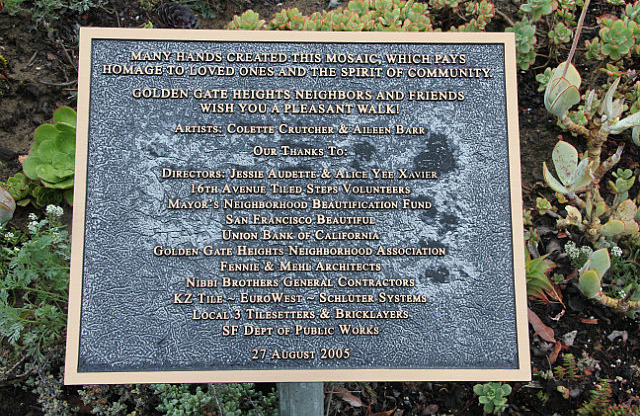 MANY HANDS CREATED THIS MOSAIC, WHICH PAYS
HOMAGE TO LOVED ONES AND THE SPIRIT OF COMMUNITY.
GOLDEN GATE HEIGHTS NEIGHBORS AND FRIENDS
WISH YOU A PLEASANT WALK!
ARTISTS: COLETTE CRUTCHER & AILEEN BARR
OUR THANKS TO:
DIRECTORS: JESSIE AUDETTE & ALICE YEE XAVIER
16TH AVENUE TILED STEPS VOLUNTEERS
MAYOR'S NEIGHBORHOOD BEAUTIFICATION FUND
SAN FRANCISCO BEAUTIFUL
UNION BANK OF CALIFORNIA
GOLDEN GATE HEIGHTS NEIGHBORHOOD ASSOCIATION
FENNIE & MEHL ARCHITECTS
NIBBI BROTHERS GENERAL CONTRACTORS
KZ TILE ~ EUROWEST ~ SCHLUTER SYSTEMS
LOCAL 3 TILESETTERS & BRICKLAYERS
SF DEPT OF PUBLIC WORKS
27 AUGUST 2005